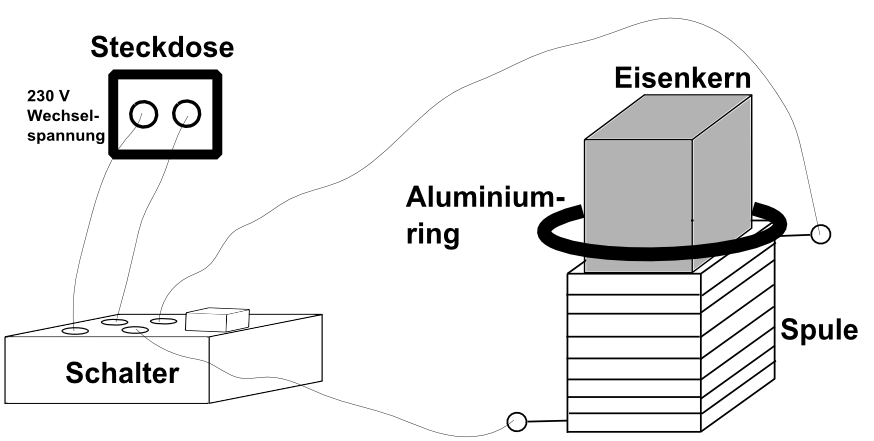 Steckdose
230 V
Wechsel-
spannung
Eisenkern
Aluminium-
ring
Spule
Schalter